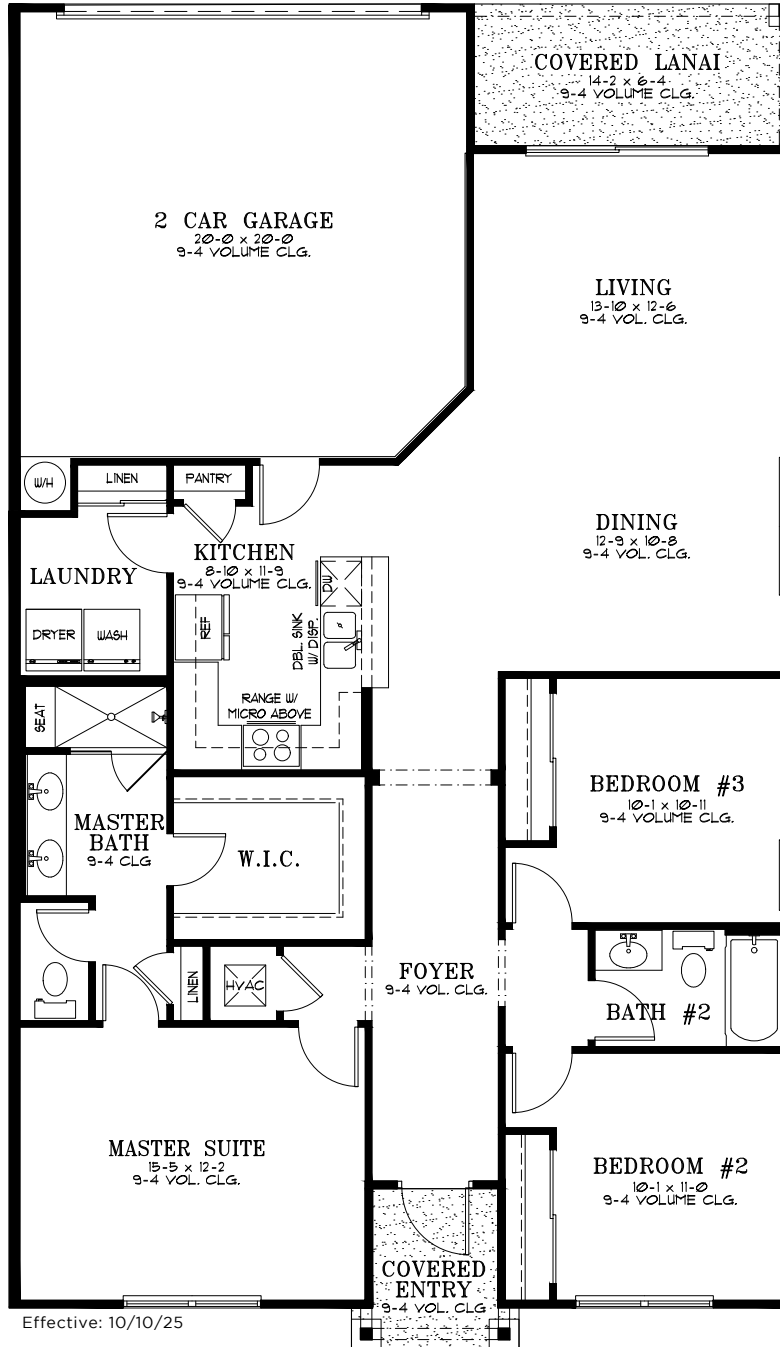 COVERED LANAI
14-2 x 6-4
9-4 VOLUME CLG.
2 CAR GARAGE
20-0 x 20-0
9-4 VOLUME CLG.
LIVING
13-10 x 12-6
9-4 VOL. CLG.
W/H
LINEN
PANTRY
DINING
12-9 x 10-8
9-4 VOL. CLG.
KITCHEN
8-10 x 11-9
9-4 VOLUME CLG.
LAUNDRY
DW
REF
DBL. SINK
W/ DISP.
DRYER
WASH
RANGE W/
MICRO ABOVE
SEAT
BEDROOM #3
10-1 x 10-11
9-4 VOLUME CLG.
MASTER
BATH
9-4 CLG
W.I.C.
FOYER
9-4 VOL. CLG.
LINEN
HVAC
BATH #2
MASTER SUITE
15-5 x 12-2
9-4 VOL. CLG.
BEDROOM #2
10-1 x 11-0
9-4 VOLUME CLG.
COVERED
ENTRY
9-4 VOL. CLG
Effective: 10/10/25